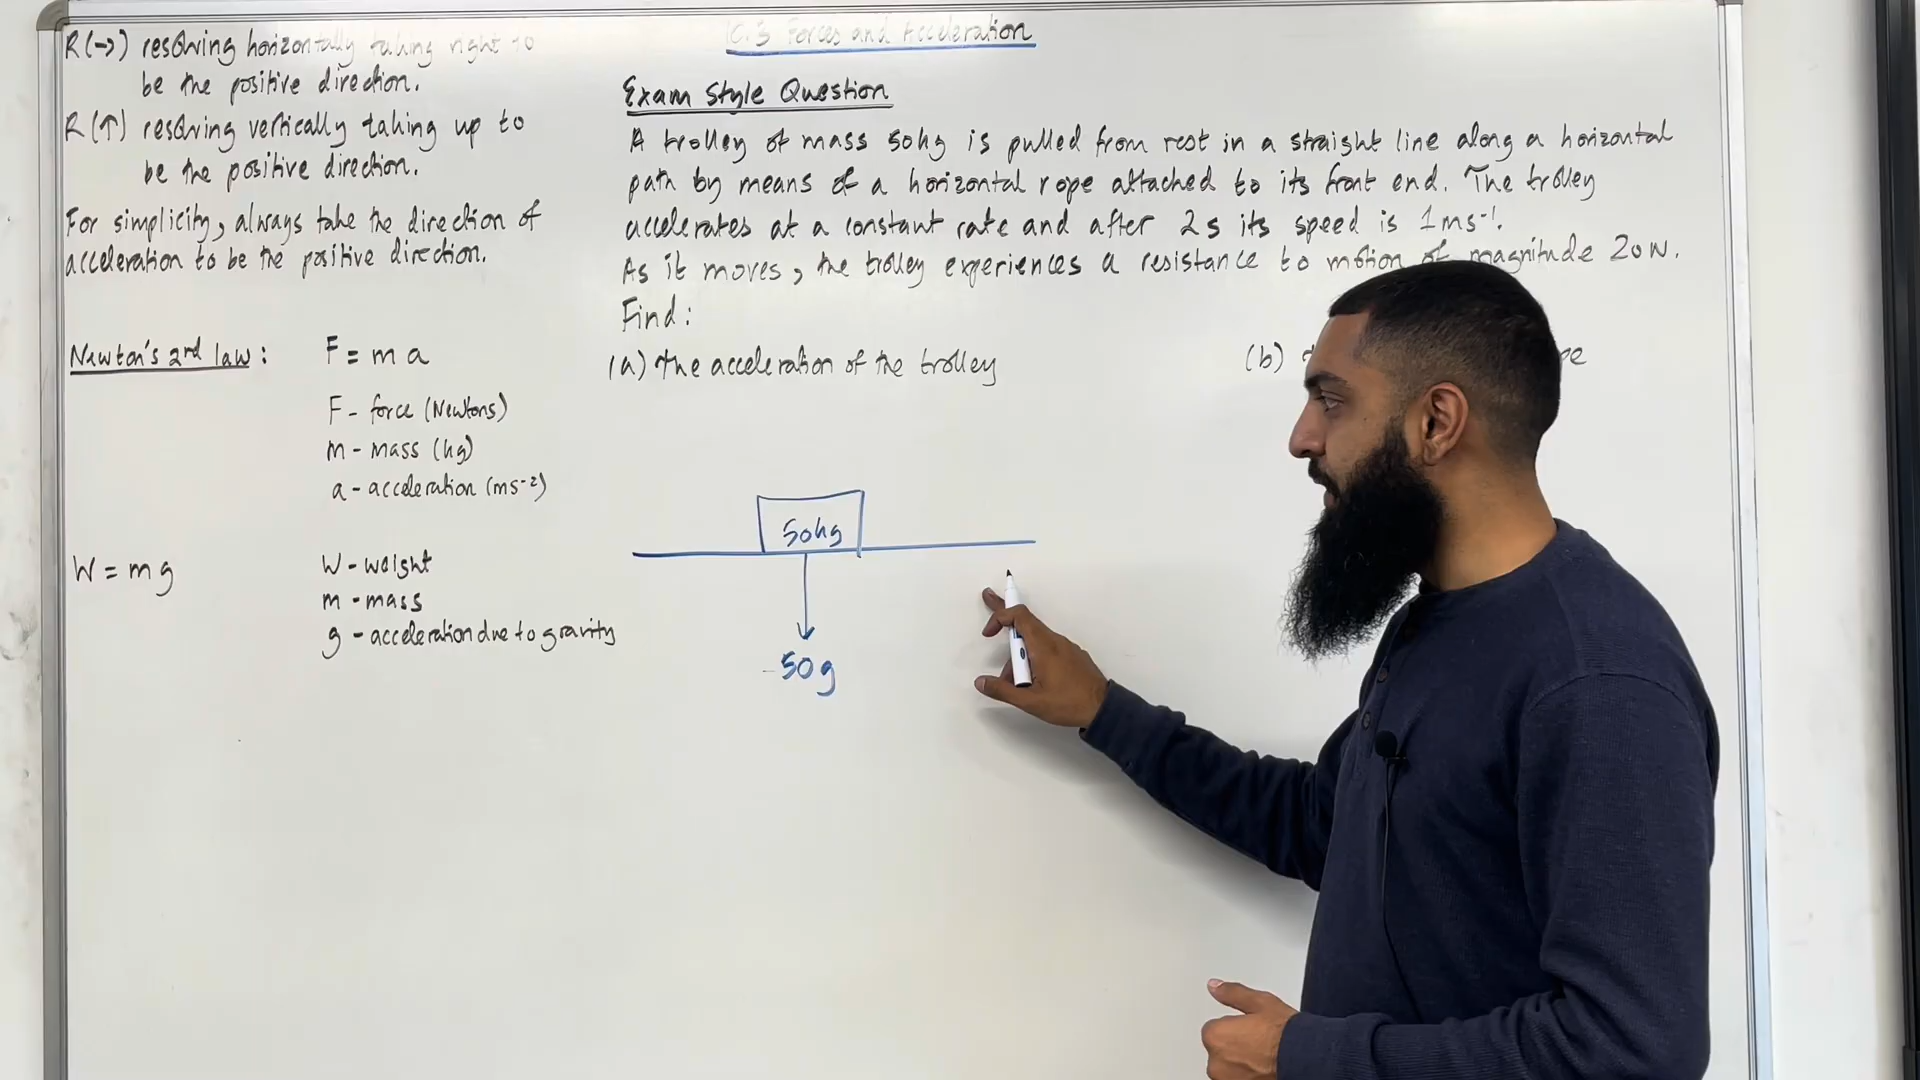 R(→) resolving horizontally taking right to
be the positive direction.
R(↑) resolving vertically taking up to
be the positive direction.
For simplicity, always take the direction of
acceleration to be the positive direction.
Newton's 2nd law: F = ma
F - force (Newtons)
m - mass (kg)
a - acceleration (ms⁻²)
W = mg
W - weight
m - mass
g - acceleration due to gravity
10.3 Forces and Acceleration
Exam Style Question
A trolley of mass 50kg is pulled from rest in a straight line along a horizontal
path by means of a horizontal rope attached to its front end. The trolley
accelerates at a constant rate and after 2s its speed is 1ms⁻¹.
As it moves, the trolley experiences a resistance to motion of magnitude 20N.
Find:
(a) the acceleration of the trolley
(b)
50kg
50g